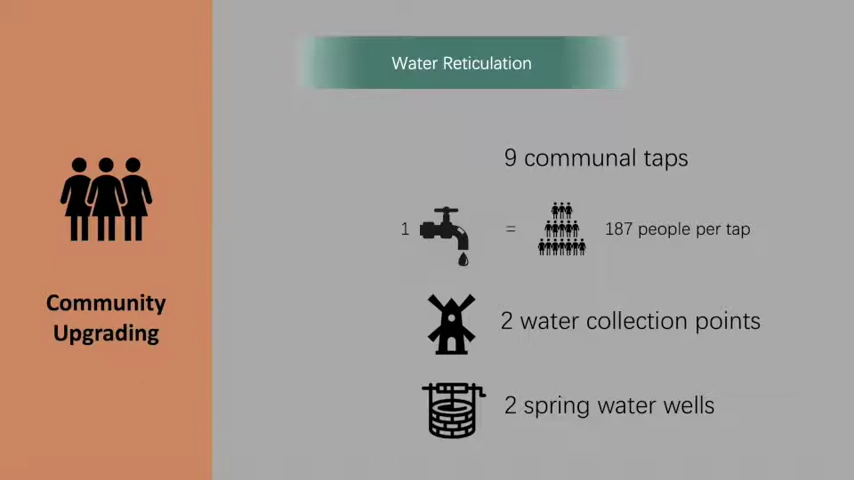 Water Reticulation
9 communal taps
1 = 187 people per tap
2 water collection points
2 spring water wells
Community
Upgrading